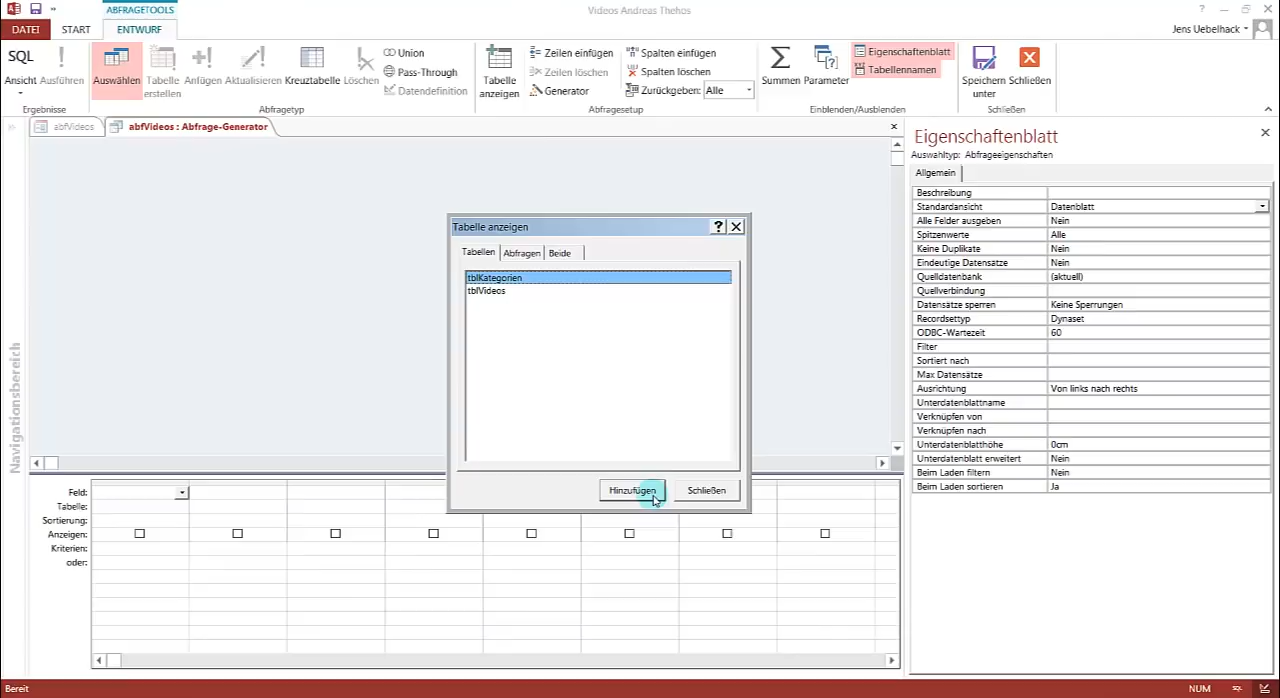 ABFRAGETOOLS
Videos Andreas Thehos
DATEI
START
ENTWURF
Jens Uebelhack
SQL
Ansicht
Ausführen
Auswählen
Tabelle erstellen
Anfügen
Aktualisieren
Kreuztabelle
Löschen
Union
Pass-Through
Datendefinition
Tabelle anzeigen
Zeilen einfügen
Zeilen löschen
Generator
Spalten einfügen
Spalten löschen
Zurückgeben: Alle
Summen
Parameter
Eigenschaftenblatt
Tabellennamen
Speichern unter
Schließen
Ergebnisse
Abfragetyp
Abfragesetup
Einblenden/Ausblenden
Schließen
abfVideos
abfVideos : Abfrage-Generator
Navigationsbereich
Tabelle anzeigen
Tabellen
Abfragen
Beide
tblKategorien
tblVideos
Hinzufügen
Schließen
Feld:
Tabelle:
Sortierung:
Anzeigen:
Kriterien:
oder:
Eigenschaftenblatt
Auswahltyp: Abfrageeigenschaften
Allgemein
Beschreibung
Standardansicht Datenblatt
Alle Felder ausgeben Nein
Spitzenwerte Alle
Keine Duplikate Nein
Eindeutige Datensätze Nein
Quelldatenbank (aktuell)
Quellverbindung
Datensätze sperren Keine Sperrungen
Recordsettyp Dynaset
ODBC-Wartezeit 60
Filter
Sortiert nach
Max Datensätze
Ausrichtung Von links nach rechts
Unterdatenblattname
Verknüpfen von
Verknüpfen nach
Unterdatenblatthöhe 0cm
Unterdatenblatt erweitert Nein
Beim Laden filtern Nein
Beim Laden sortieren Ja
Bereit
NUM